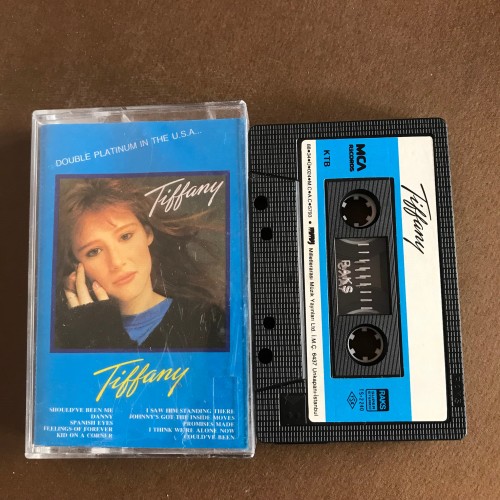 DOUBLE PLATINUM IN THE U.S.A...
Tiffany
Tiffany
SHOULD'VE BEEN ME
DANNY
SPANISH EYES
FEELINGS OF FOREVER
KID ON A CORNER
I SAW HIM STANDING THERE
JOHNNY'S GOT THE INSIDE MOVES
PROMISES MADE
I THINK WE'RE ALONE NOW
COULD'VE BEEN
MCA
RECORDS
KTB
Tiffany
RAKS
RAKS